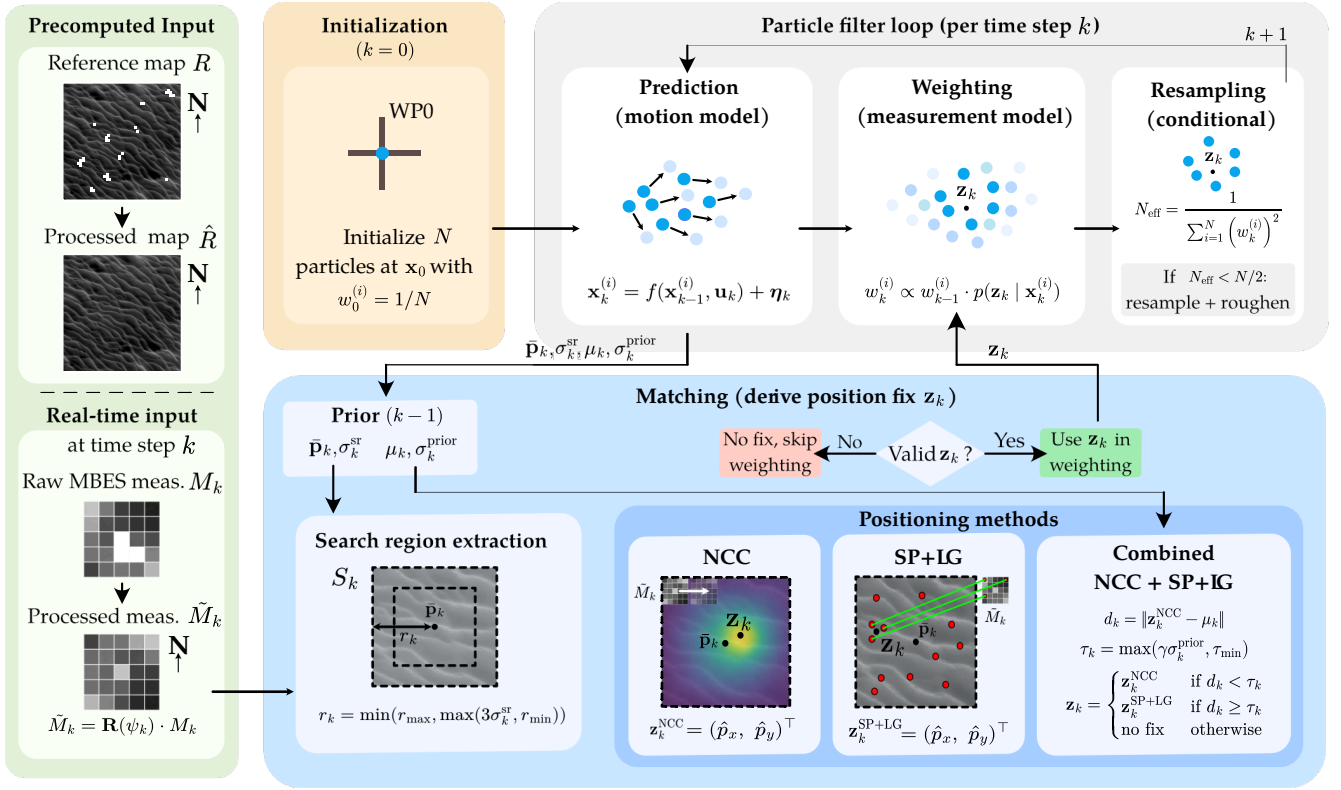 Precomputed Input
Reference map R
N
Processed map R̂
N
Real-time input
at time step k
Raw MBES meas. M_k
Processed meas. M̃_k
N
M̃_k = R(ψ_k) · M_k
Initialization
(k = 0)
WP0
Initialize N
particles at x_0 with
w_0^{(i)} = 1/N
Particle filter loop (per time step k)
k + 1
Prediction
(motion model)
x_k^{(i)} = f(x_{k-1}^{(i)}, u_k) + η_k
Weighting
(measurement model)
z_k
w_k^{(i)} ∝ w_{k-1}^{(i)} · p(z_k | x_k^{(i)})
Resampling
(conditional)
z_k
N_eff = 1 / ∑_{i=1}^{N} (w_k^{(i)})^2
If N_eff < N/2:
resample + roughen
p̄_k, σ_k^{sr}, μ_k, σ_k^{prior}
z_k
Matching (derive position fix z_k)
Prior (k − 1)
p̄_k, σ_k^{sr} μ_k, σ_k^{prior}
No fix, skip
weighting
No
Valid z_k ?
Yes
Use z_k in
weighting
Search region extraction
S_k
p̄_k
r_k
r_k = min(r_max, max(3σ_k^{sr}, r_min))
Positioning methods
NCC
M̃_k
z_k
p̄_k
z_k^{NCC} = (p̂_x, p̂_y)^⊤
SP+LG
M̃_k
p̄_k
z_k
z_k^{SP+LG} = (p̂_x, p̂_y)^⊤
Combined
NCC + SP+LG
d_k = ‖z_k^{NCC} − μ_k‖
τ_k = max(γσ_k^{prior}, τ_min)
z_k = { z_k^{NCC} if d_k < τ_k
z_k^{SP+LG} if d_k ≥ τ_k
no fix otherwise